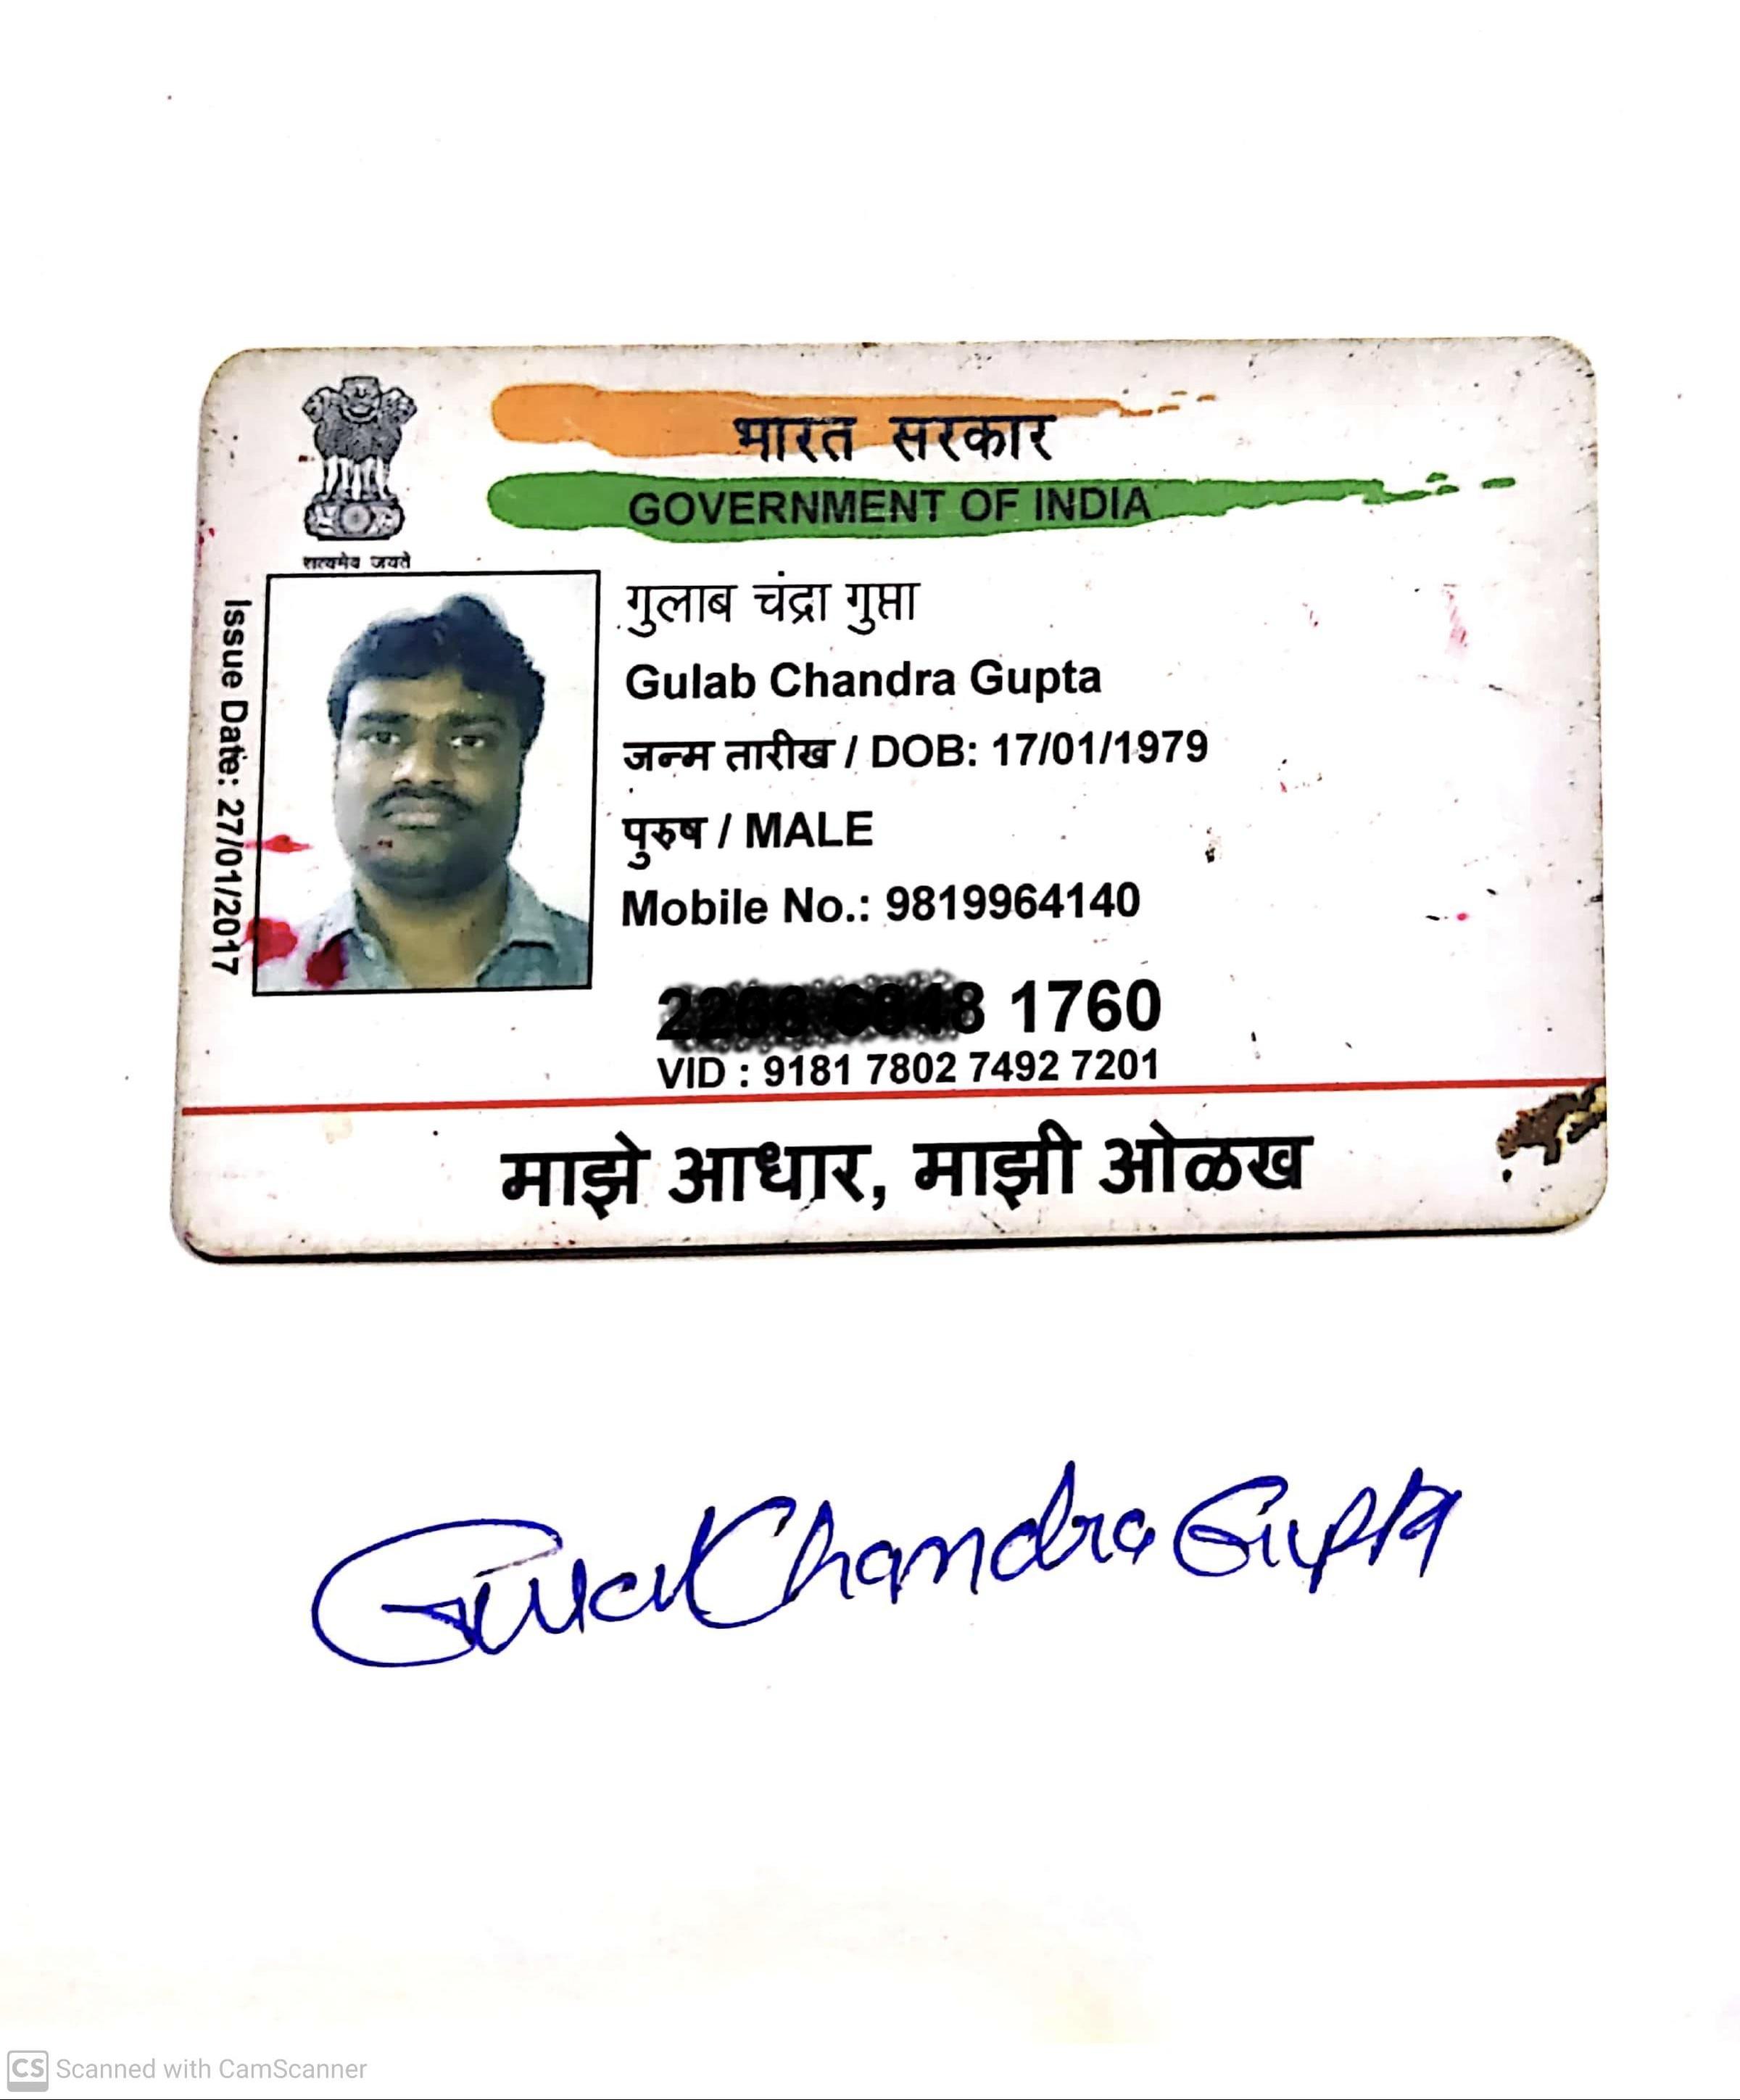 भारत सरकार
GOVERNMENT OF INDIA
सत्यमेव जयते
Issue Date: 27/01/2017
गुलाब चंद्रा गुप्ता
Gulab Chandra Gupta
जन्म तारीख / DOB: 17/01/1979
पुरुष / MALE
Mobile No.: 9819964140
1760
VID : 9181 7802 7492 7201
माझे आधार, माझी ओळख
Chandra Gupta
CS Scanned with CamScanner